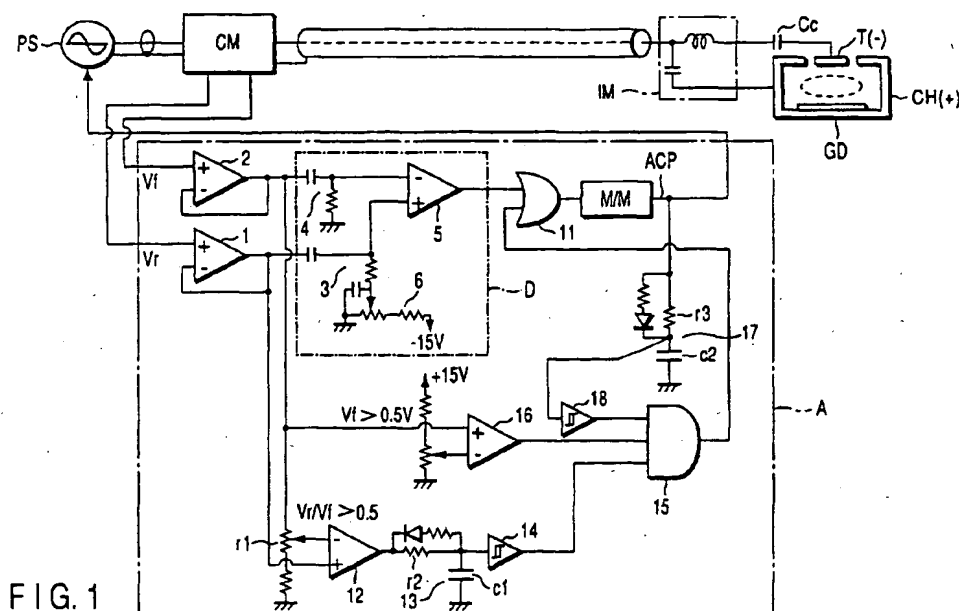 PS
CM
Cc
T(-)
IM
CH(+)
GD
ACP
2
Vf
+
-
4
-
+
5
11
M/M
1
Vr
+
-
3
6
D
-15V
r3
17
c2
+15V
18
A
Vf > 0.5V
16
+
-
15
Vr/Vf > 0.5
r1
-
+
12
r2
13
c1
14
FIG. 1